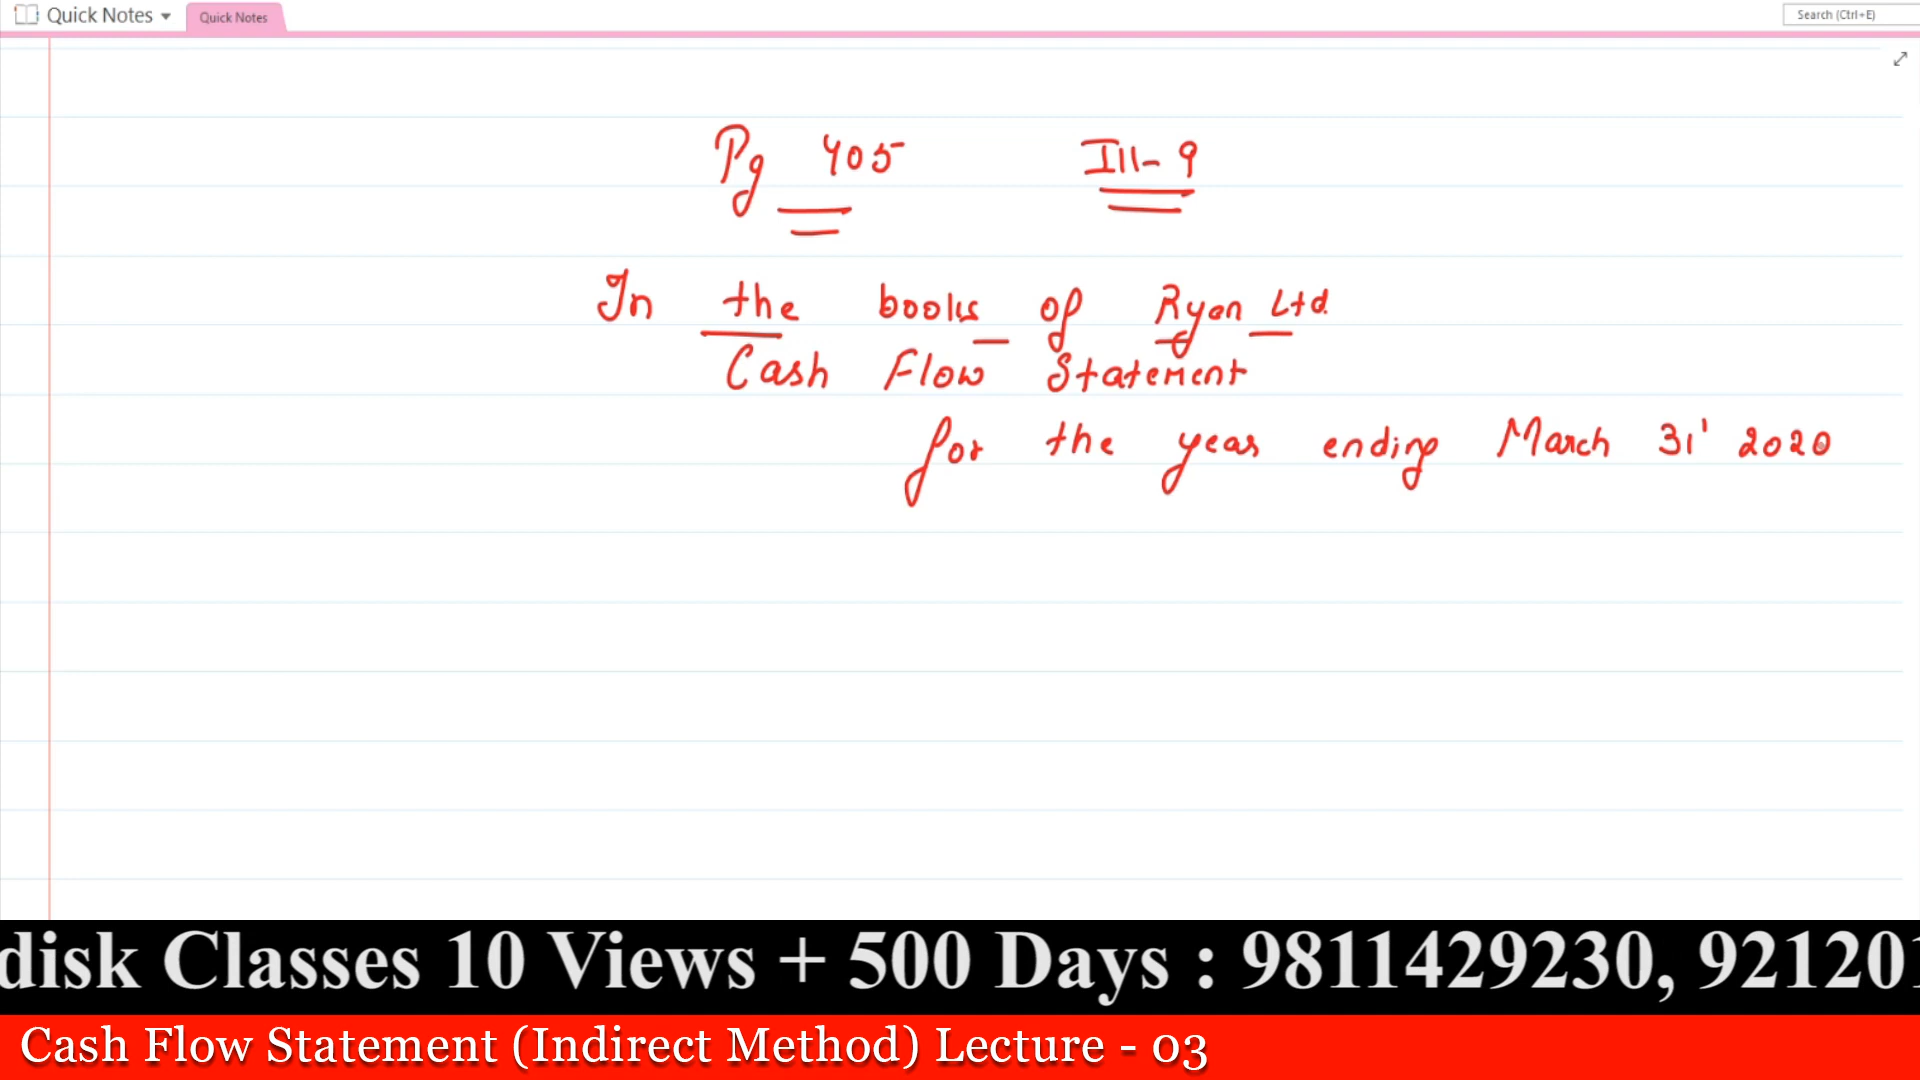 Quick Notes
Quick Notes
Search (Ctrl+E)
Pg 405 Ill-9
In the books of Ryan Ltd.
Cash Flow Statement
for the year ending March 31' 2020
disk Classes 10 Views + 500 Days : 9811429230, 921201
Cash Flow Statement (Indirect Method) Lecture - 03